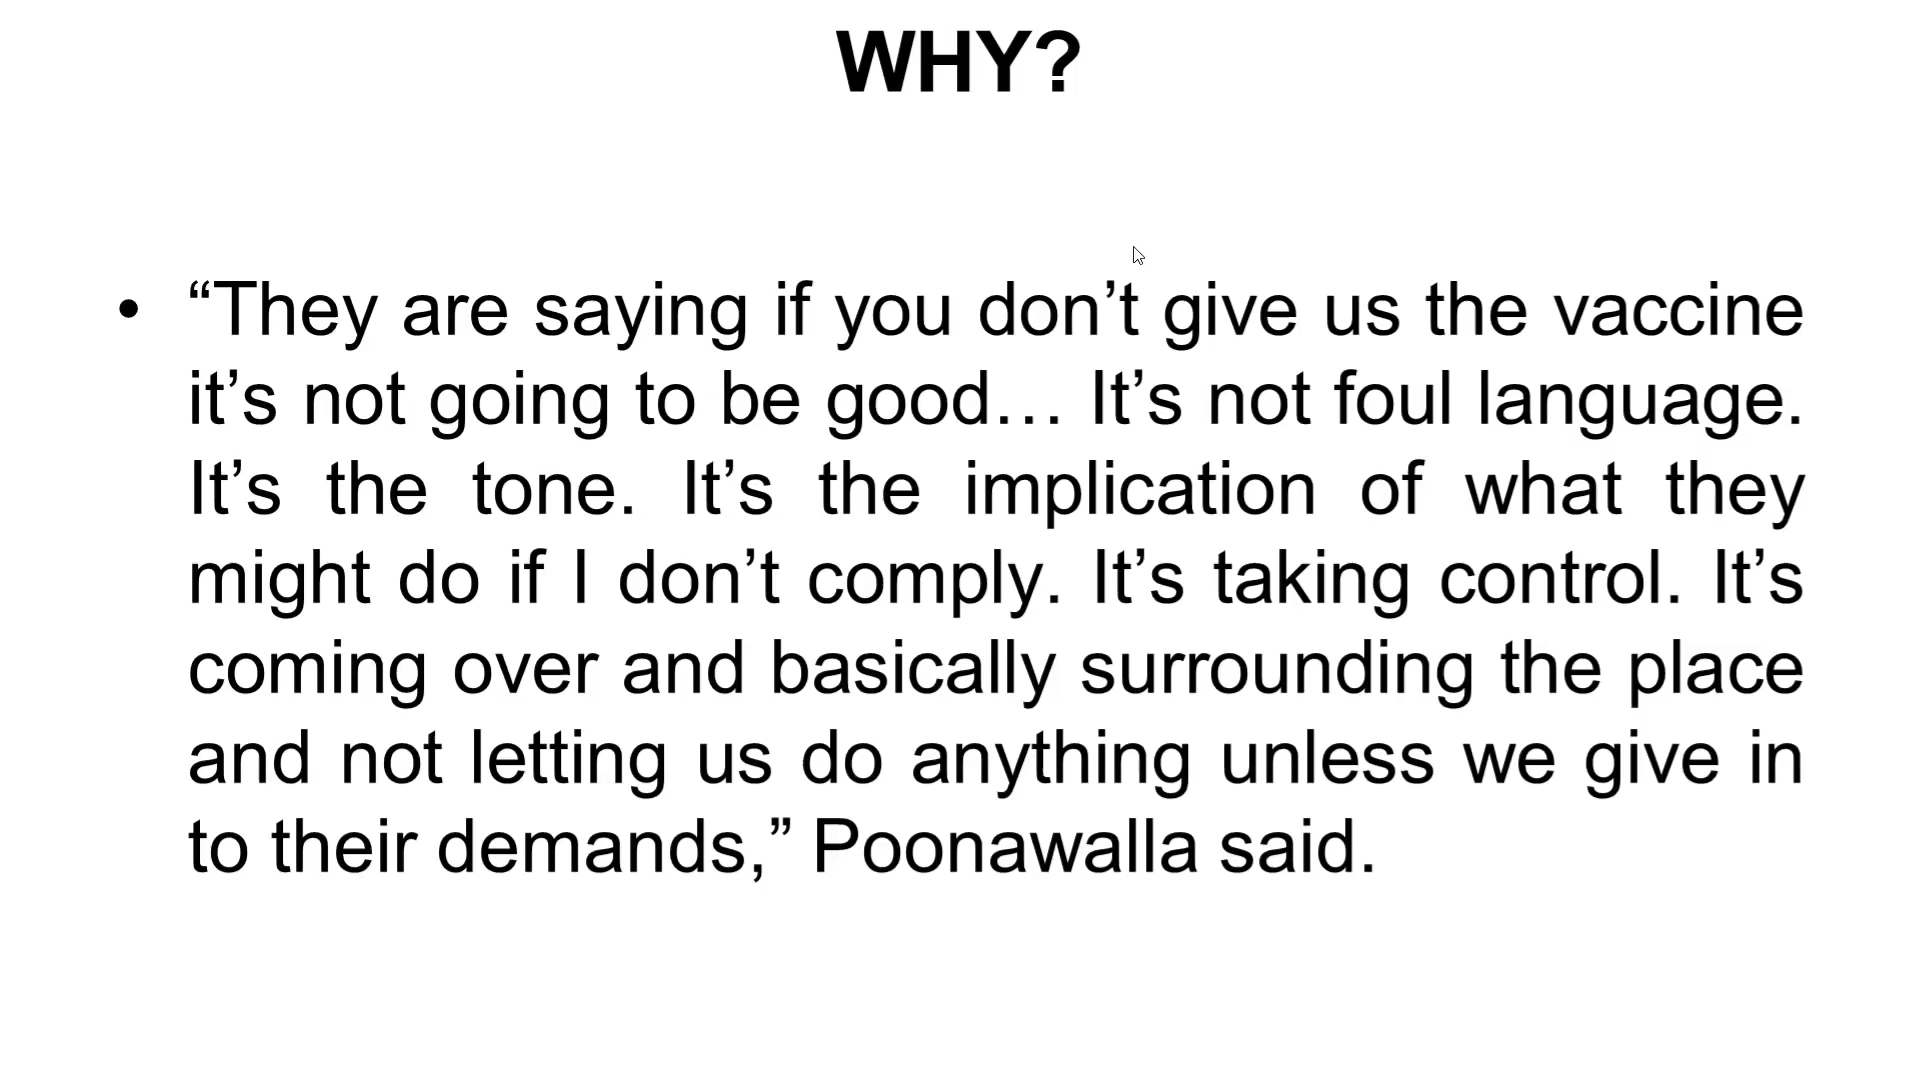 WHY?
• “They are saying if you don’t give us the vaccine
it’s not going to be good… It’s not foul language.
It’s the tone. It’s the implication of what they
might do if I don’t comply. It’s taking control. It’s
coming over and basically surrounding the place
and not letting us do anything unless we give in
to their demands,” Poonawalla said.